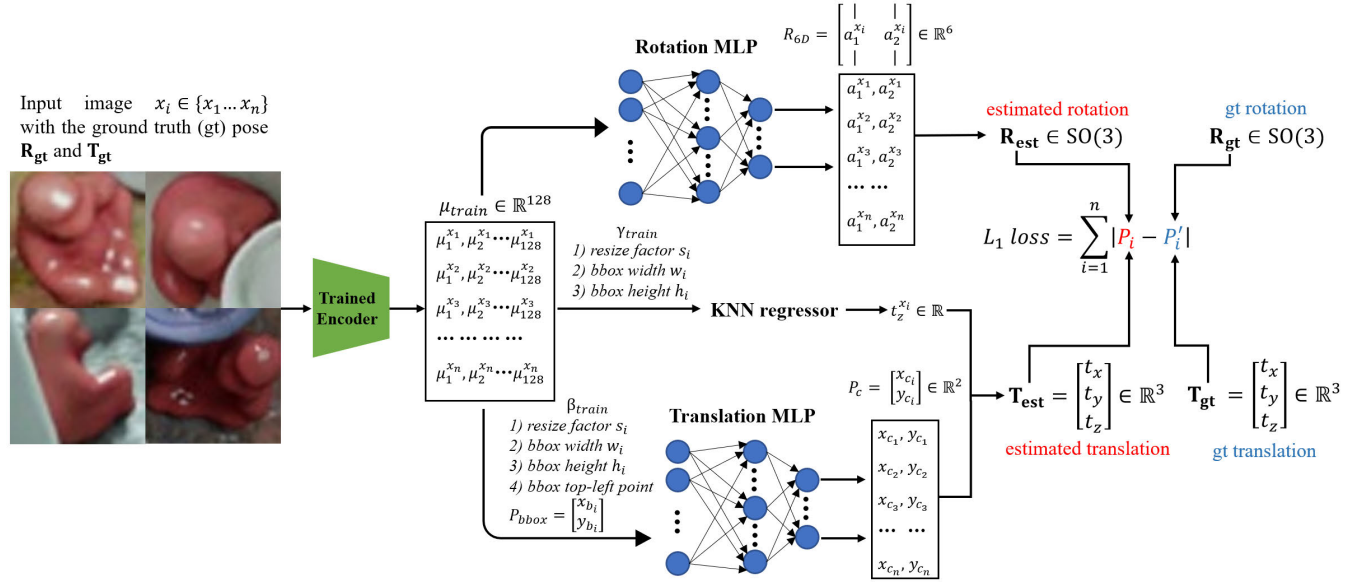 Input image x_i ∈ {x_1…x_n}
with the ground truth (gt) pose
R_gt and T_gt
Trained
Encoder
μ_train ∈ ℝ^128
μ_1^{x_1}, μ_2^{x_1}⋯μ_128^{x_1}
μ_1^{x_2}, μ_2^{x_2}⋯μ_128^{x_2}
μ_1^{x_3}, μ_2^{x_3}⋯μ_128^{x_3}
… … … …
μ_1^{x_n}, μ_2^{x_n}⋯μ_128^{x_n}
Rotation MLP
R_6D = [a_1^{x_i} a_2^{x_i}] ∈ ℝ^6
a_1^{x_1}, a_2^{x_1}
a_1^{x_2}, a_2^{x_2}
a_1^{x_3}, a_2^{x_3}
… …
a_1^{x_n}, a_2^{x_n}
estimated rotation
R_est ∈ SO(3)
gt rotation
R_gt ∈ SO(3)
L_1 loss = ∑_{i=1}^{n} |P_i − P_i′|
γ_train
1) resize factor s_i
2) bbox width w_i
3) bbox height h_i
KNN regressor
t_z^{x_i} ∈ ℝ
β_train
1) resize factor s_i
2) bbox width w_i
3) bbox height h_i
4) bbox top-left point
P_bbox = [x_{b_i} y_{b_i}]
Translation MLP
P_c = [x_{c_i} y_{c_i}] ∈ ℝ^2
x_{c_1}, y_{c_1}
x_{c_2}, y_{c_2}
x_{c_3}, y_{c_3}
… …
x_{c_n}, y_{c_n}
T_est = [t_x t_y t_z] ∈ ℝ^3
estimated translation
T_gt = [t_x t_y t_z] ∈ ℝ^3
gt translation